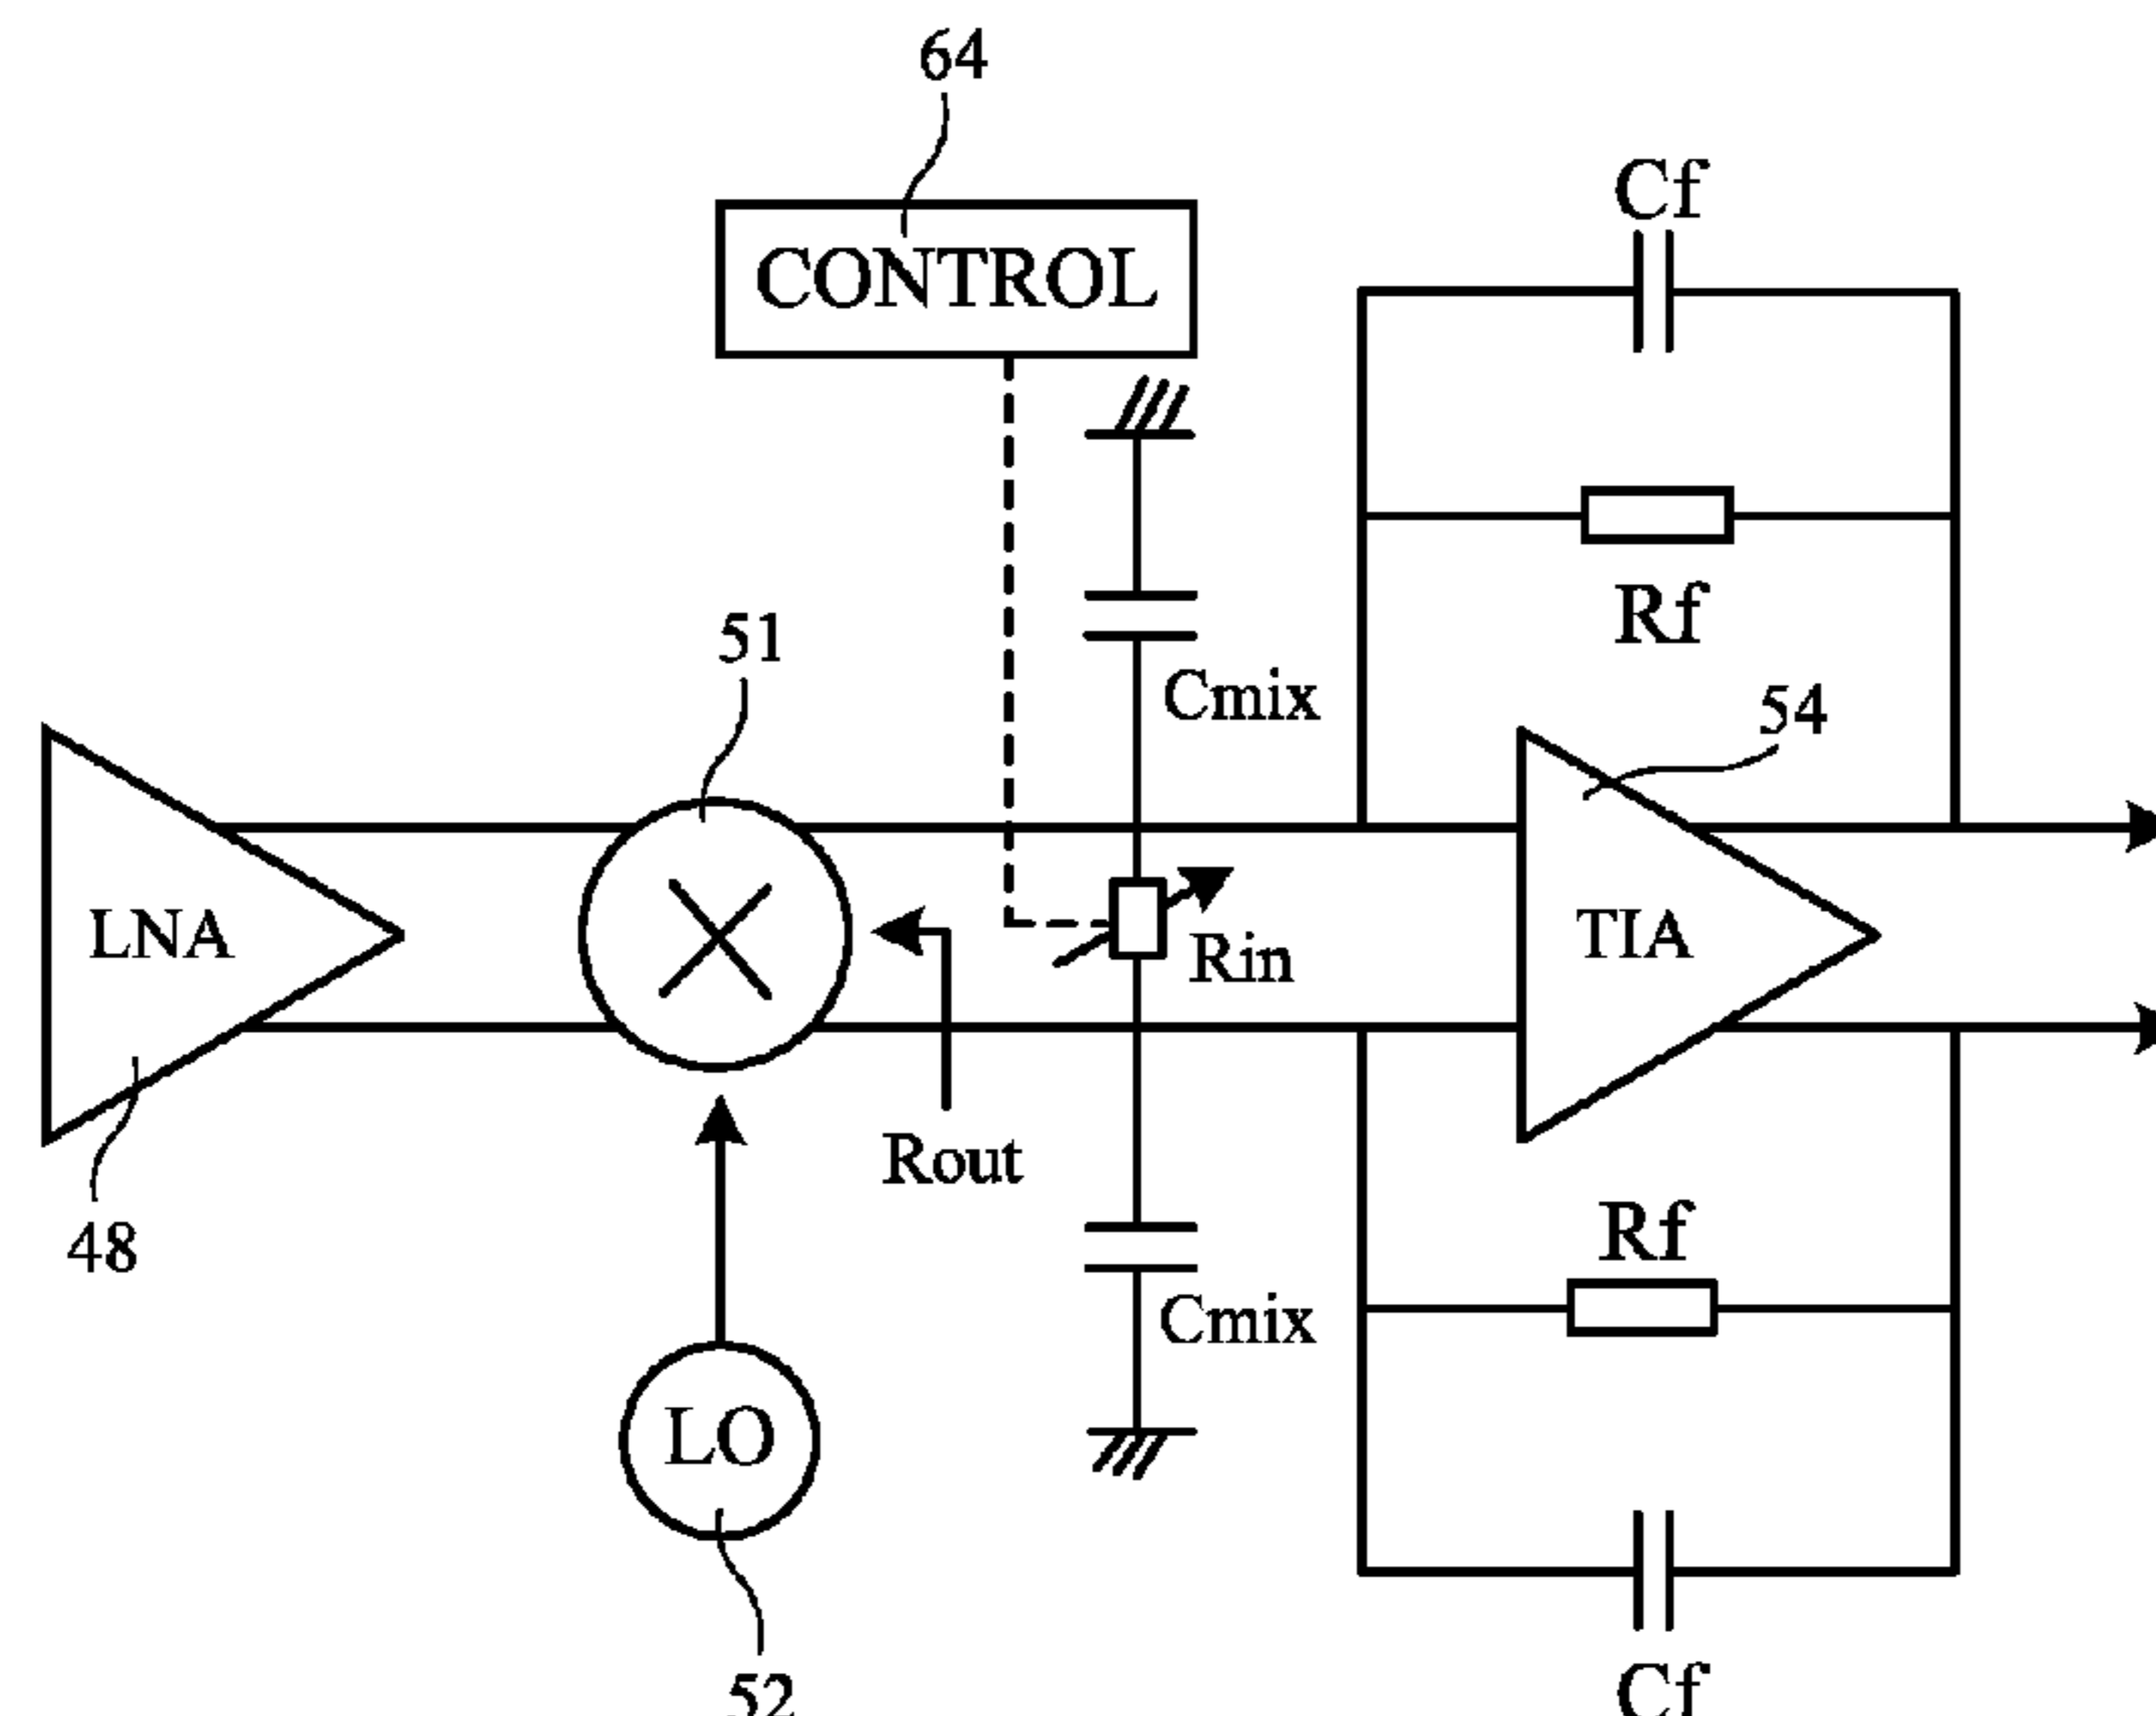 64
Cf
CONTROL
Rf
51
Cmix
54
LNA
TIA
Rin
Rout
48
Rf
Cmix
LO
52
Cf